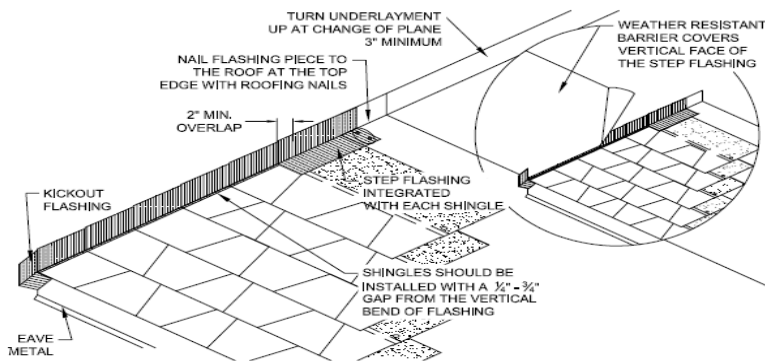 TURN UNDERLAYMENT
UP AT CHANGE OF PLANE
3" MINIMUM
WEATHER RESISTANT
BARRIER COVERS
VERTICAL FACE OF
THE STEP FLASHING
NAIL FLASHING PIECE TO
THE ROOF AT THE TOP
EDGE WITH ROOFING NAILS
2" MIN.
OVERLAP
KICKOUT
FLASHING
STEP FLASHING
INTEGRATED
WITH EACH SHINGLE
SHINGLES SHOULD BE
INSTALLED WITH A ¼" - ¾"
GAP FROM THE VERTICAL
BEND OF FLASHING
EAVE
METAL